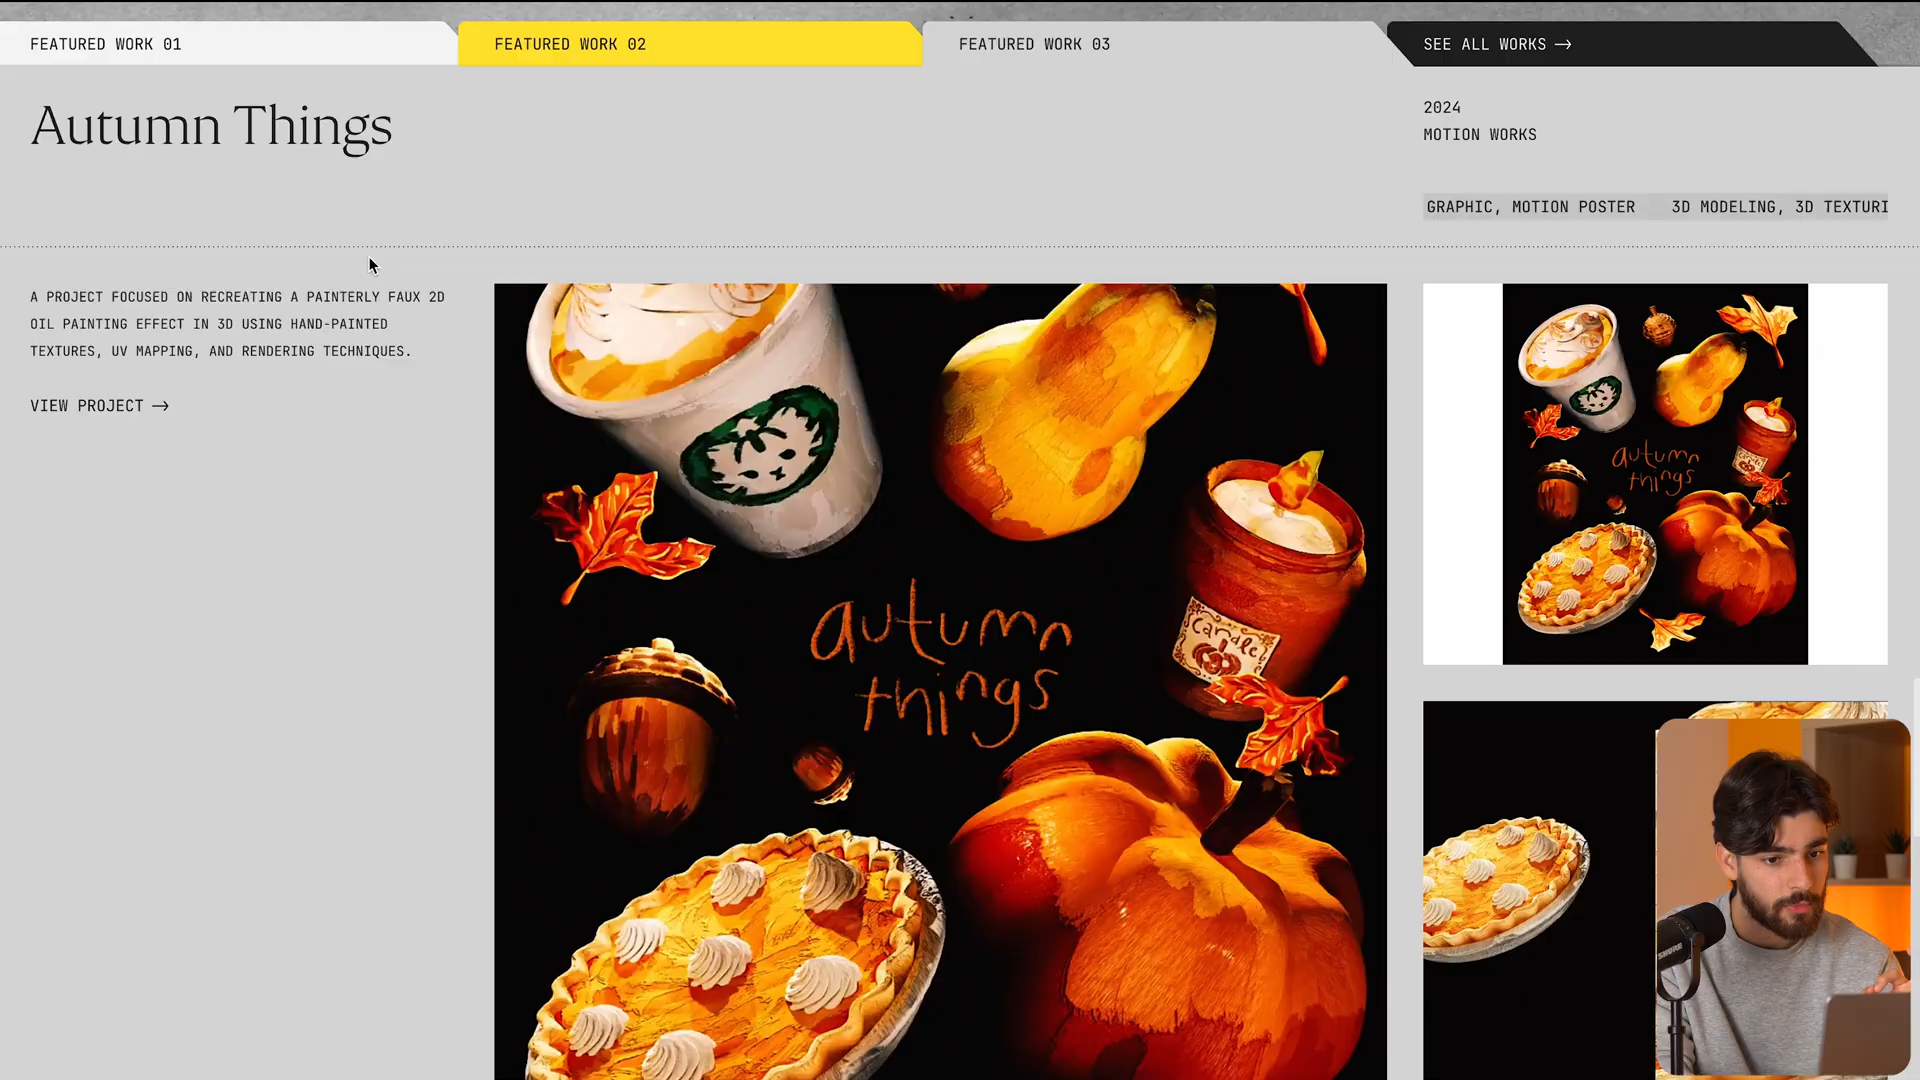 FEATURED WORK 01
FEATURED WORK 02
FEATURED WORK 03
SEE ALL WORKS →
Autumn Things
2024
MOTION WORKS
GRAPHIC, MOTION POSTER
3D MODELING, 3D TEXTURI
A PROJECT FOCUSED ON RECREATING A PAINTERLY FAUX 2D
OIL PAINTING EFFECT IN 3D USING HAND-PAINTED
TEXTURES, UV MAPPING, AND RENDERING TECHNIQUES.
VIEW PROJECT →
autumn
things
scandle
autumn
things
SHURE